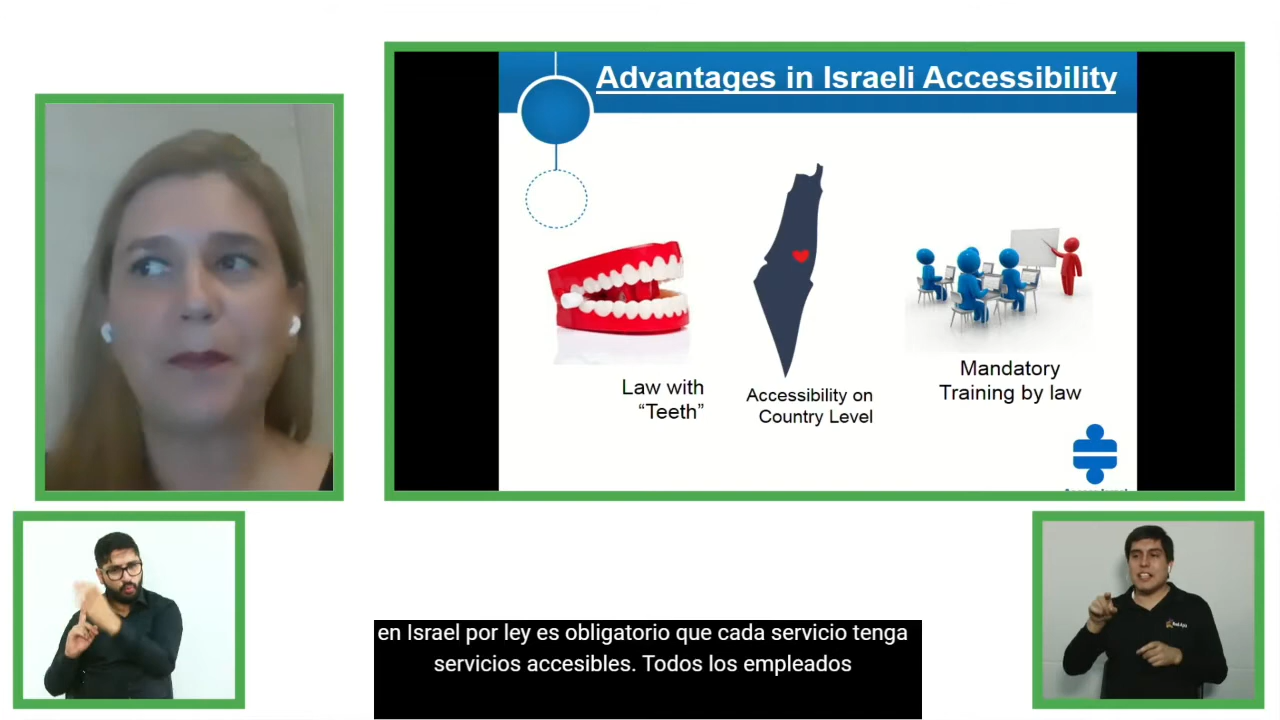 Advantages in Israeli Accessibility
Law with
“Teeth”
Accessibility on
Country Level
Mandatory
Training by law
en Israel por ley es obligatorio que cada servicio tenga
servicios accesibles. Todos los empleados